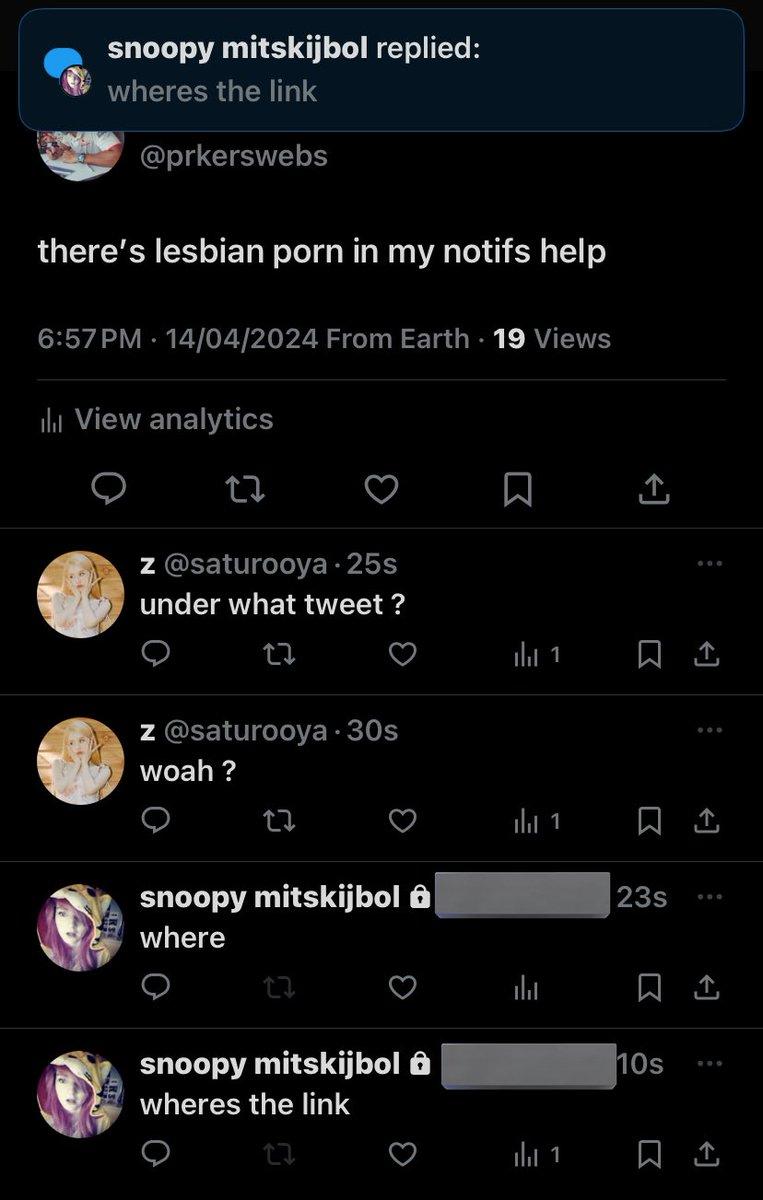 snoopy mitskijbol replied:
wheres the link
@prkerswebs
there's lesbian porn in my notifs help
6:57 PM · 14/04/2024 From Earth · 19 Views
View analytics
z @saturooya · 25s
under what tweet ?
1
z @saturooya · 30s
woah ?
1
snoopy mitskijbol 23s
where
snoopy mitskijbol 10s
wheres the link
1